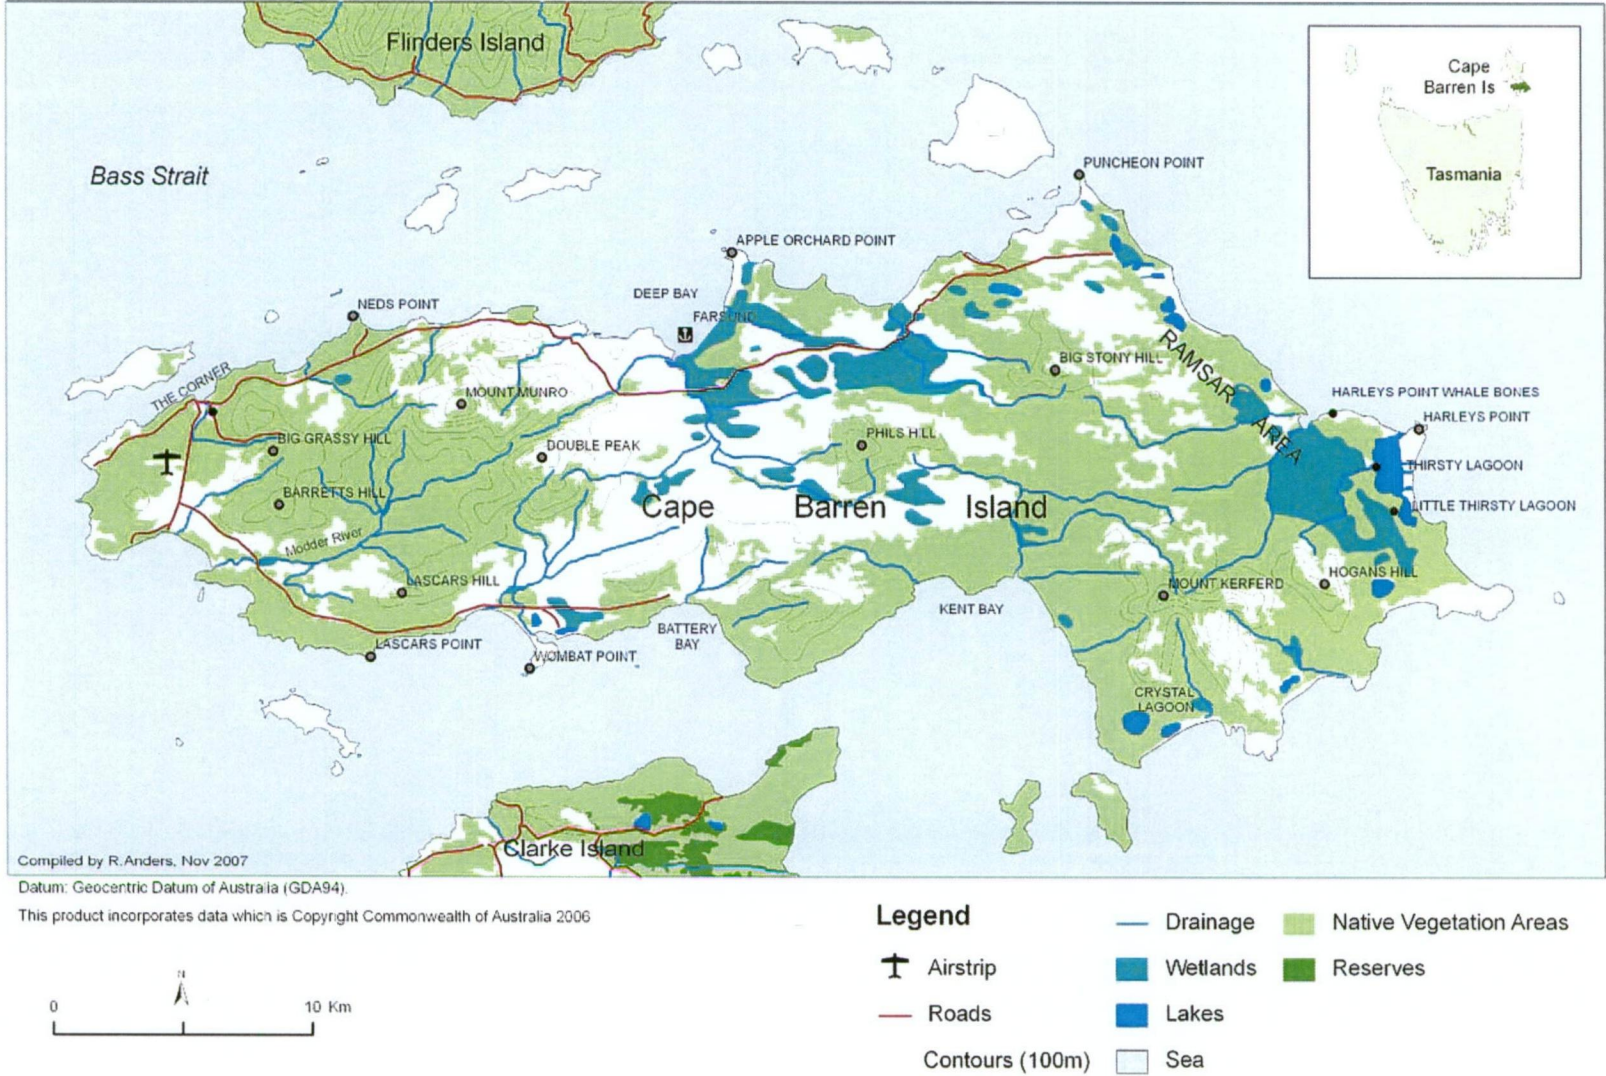 Flinders Island
Cape
Barren Is
Tasmania
Bass Strait
PUNCHEON POINT
APPLE ORCHARD POINT
DEEP BAY
NEDS POINT
FARSUND
RAMSAR AREA
BIG STONY HILL
THE CORNER
MOUNT MUNRO
HARLEYS POINT WHALE BONES
HARLEYS POINT
BIG GRASSY HILL
DOUBLE PEAK
PHILS HILL
THIRSTY LAGOON
BARRETTS HILL
Cape Barren Island
LITTLE THIRSTY LAGOON
Modder River
LASCARS HILL
MOUNT KERFERD
HOGANS HILL
KENT BAY
BATTERY
BAY
LASCARS POINT
WOMBAT POINT
CRYSTAL
LAGOON
Clarke Island
Compiled by R.Anders, Nov 2007
Datum: Geocentric Datum of Australia (GDA94).
This product incorporates data which is Copyright Commonwealth of Australia 2006
N
0 10 Km
Legend
Airstrip
Roads
Contours (100m)
Drainage
Wetlands
Lakes
Sea
Native Vegetation Areas
Reserves